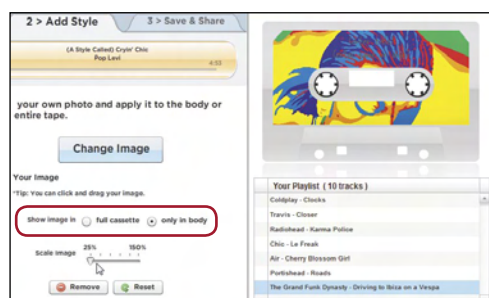 2 > Add Style
3 > Save & Share
(A Style Called) Cryin' Chic
Pop Levi
4:55
your own photo and apply it to the body or
entire tape.
Change Image
Your Image
*Tip: You can click and drag your image.
Show image in full cassette only in body
Scale image 25% 150%
Remove Reset
Your Playlist ( 10 tracks )
Coldplay - Clocks
Travis - Closer
Radiohead - Karma Police
Chic - Le Freak
Air - Cherry Blossom Girl
Portishead - Roads
The Grand Funk Dynasty - Driving to Ibiza on a Vespa